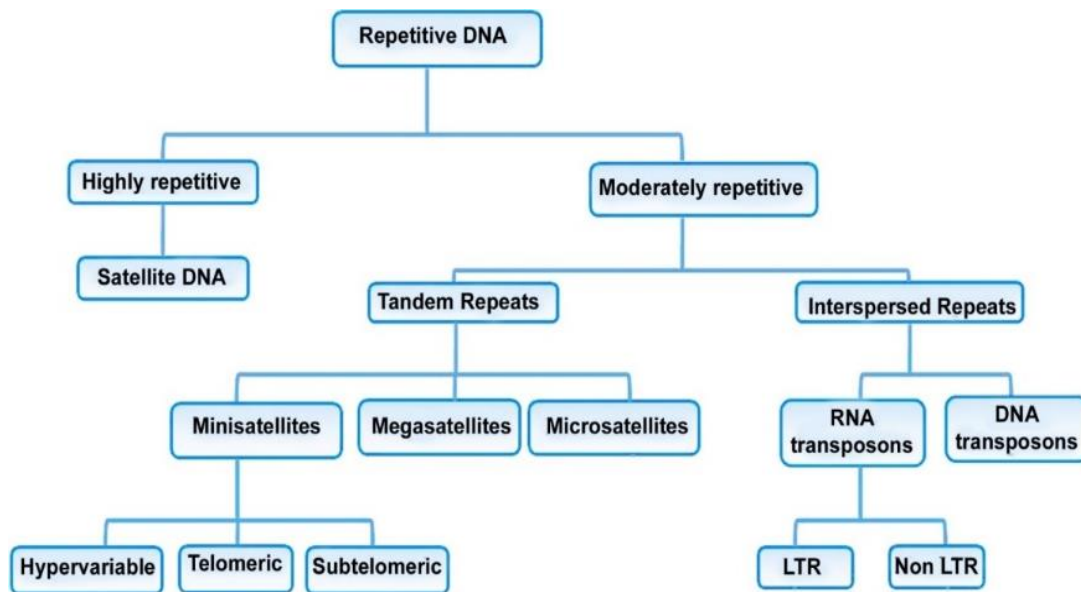 Repetitive DNA
Highly repetitive
Moderately repetitive
Satellite DNA
Tandem Repeats
Interspersed Repeats
Minisatellites
Megasatellites
Microsatellites
RNA
transposons
DNA
transposons
Hypervariable
Telomeric
Subtelomeric
LTR
Non LTR